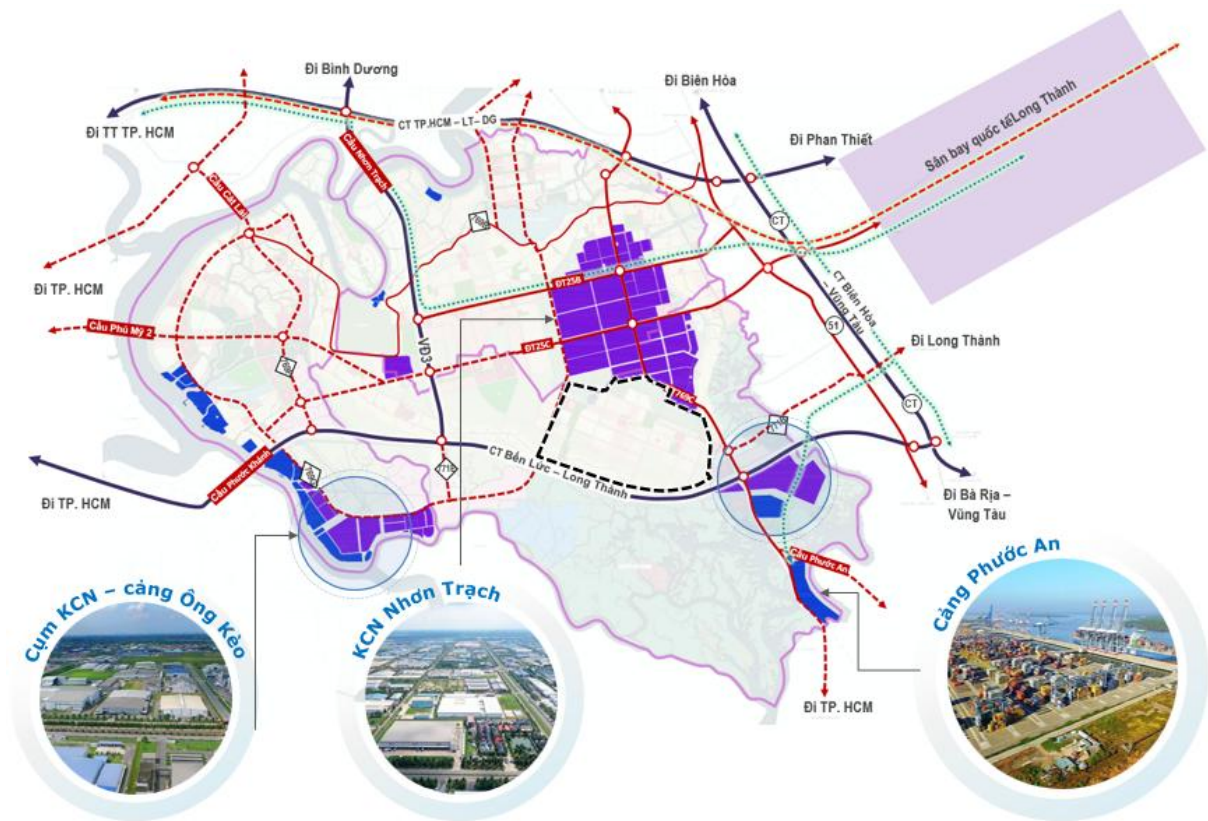 Đi Bình Dương
Đi Biên Hòa
Đi TT TP. HCM
CT TP.HCM – LT– DG
Đi Phan Thiết
Sân bay quốc tếLong Thành
Cầu Nhơn Trạch
Cầu Cát Lái
CT
ĐT25B
CT Biên Hòa
– Vũng Tàu
Đi TP. HCM
Cầu Phú Mỹ 2
VĐ3
ĐT25C
51
Đi Long Thành
769C
CT
CT Bến Lức – Long Thành
Cầu Phước Khánh
Đi TP. HCM
Đi Bà Rịa –
Vũng Tàu
Cầu Phước An
Cụm KCN – cảng Ông Kèo
KCN Nhơn Trạch
Cảng Phước An
Đi TP. HCM